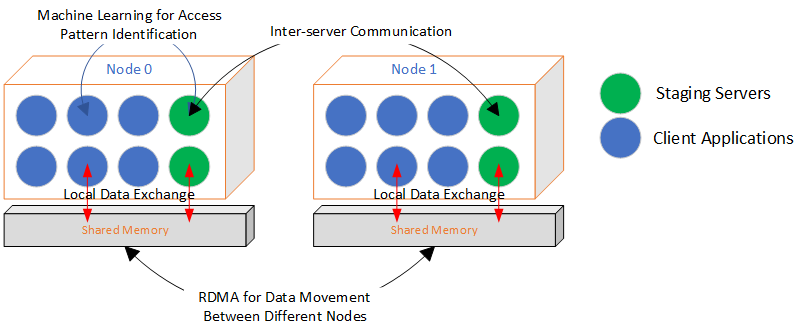 Machine Learning for Access
Pattern Identification
Inter-server Communication
Node 0
Node 1
Staging Servers
Client Applications
Local Data Exchange
Local Data Exchange
Shared Memory
Shared Memory
RDMA for Data Movement
Between Different Nodes